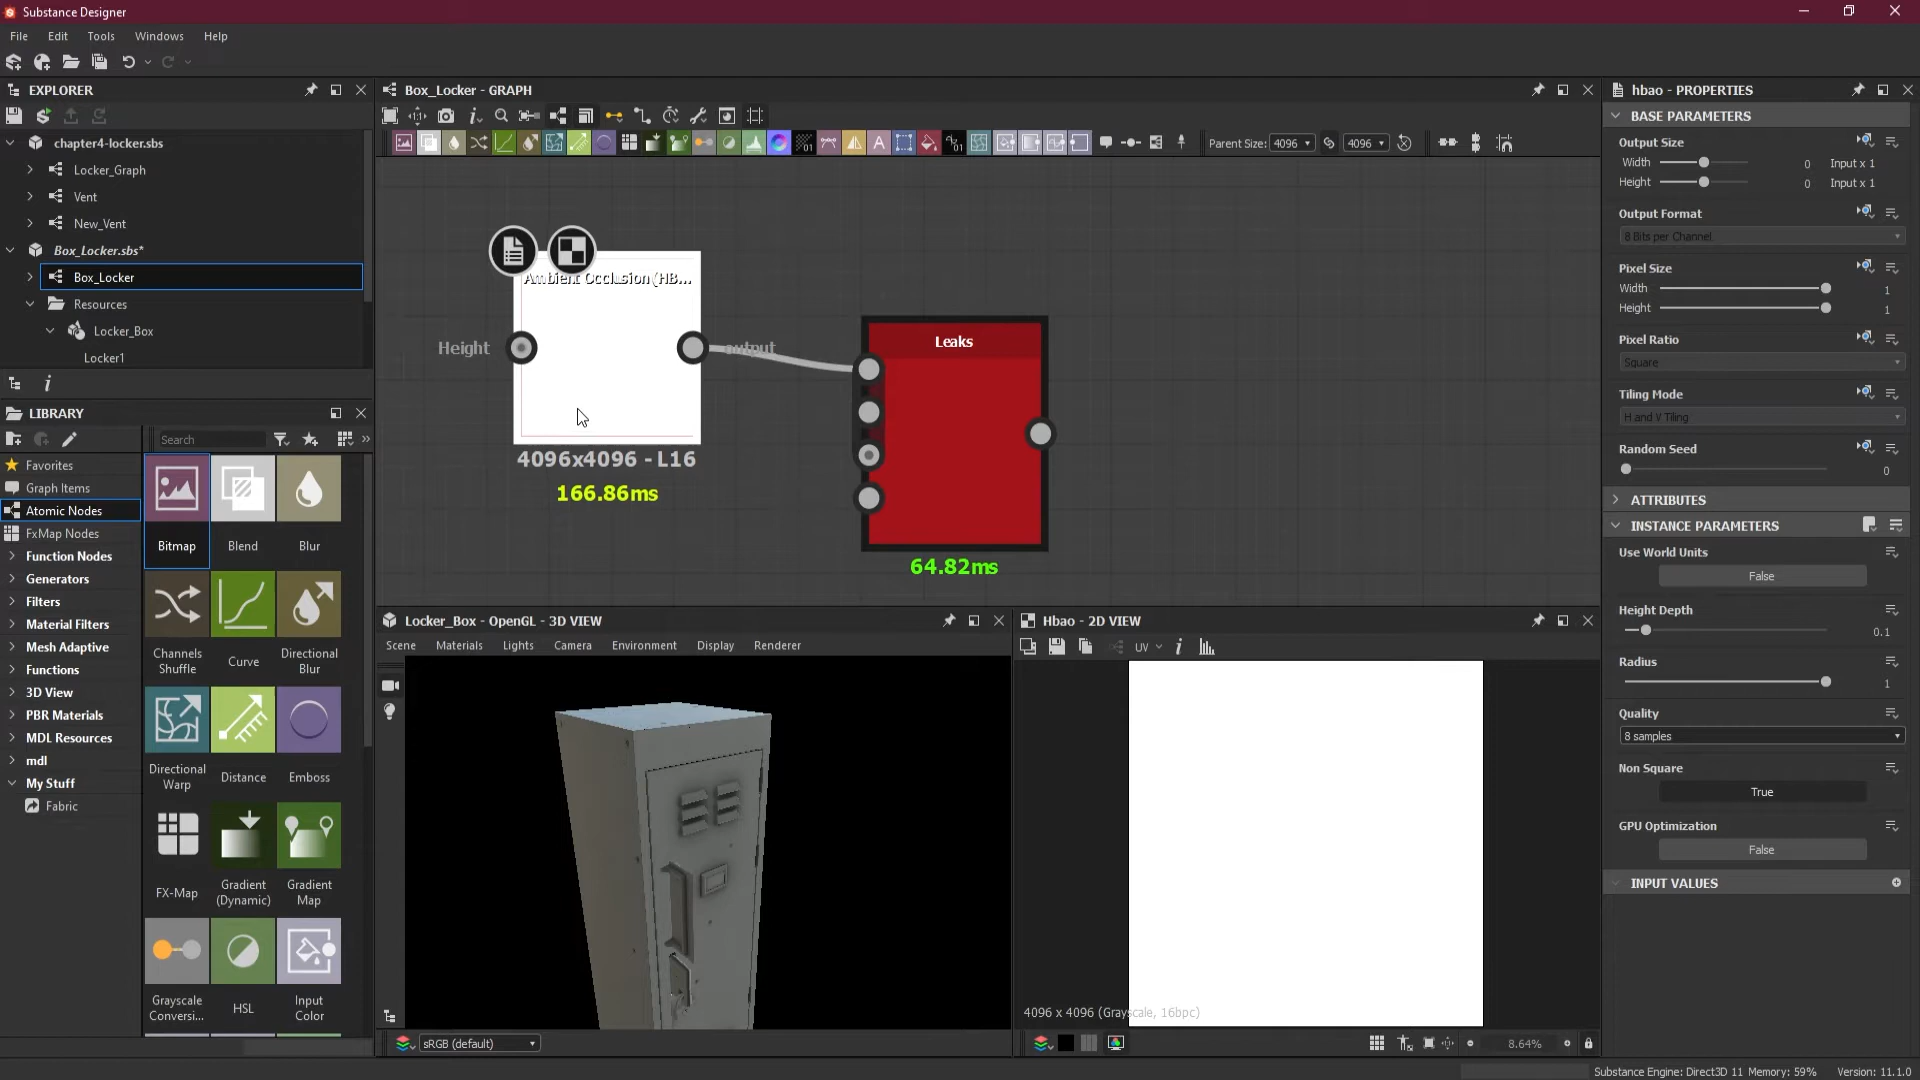 Substance Designer
File Edit Tools Windows Help
EXPLORER
chapter4-locker.sbs
Locker_Graph
Vent
New_Vent
Box_Locker.sbs*
Box_Locker
Resources
Locker_Box
Locker1
LIBRARY
Search
Favorites
Graph Items
Atomic Nodes
FxMap Nodes
Function Nodes
Generators
Filters
Material Filters
Mesh Adaptive
Functions
3D View
PBR Materials
MDL Resources
mdl
My Stuff
Fabric
Bitmap Blend Blur
Channels Shuffle Curve Directional Blur
Directional Warp Distance Emboss
FX-Map Gradient (Dynamic) Gradient Map
Grayscale Conversi... HSL Input Color
Box_Locker - GRAPH
Parent Size: 4096 4096
Ambient Occlusion (HB...
Height output
4096x4096 - L16
166.86ms
Leaks
64.82ms
Locker_Box - OpenGL - 3D VIEW
Scene Materials Lights Camera Environment Display Renderer
sRGB (default)
Hbao - 2D VIEW
UV
4096 x 4096 (Grayscale, 16bpc)
8.64%
hbao - PROPERTIES
BASE PARAMETERS
Output Size
Width 0 Input x 1
Height 0 Input x 1
Output Format
8 Bits per Channel
Pixel Size
Width 1
Height 1
Pixel Ratio
Square
Tiling Mode
H and V Tiling
Random Seed
0
ATTRIBUTES
INSTANCE PARAMETERS
Use World Units
False
Height Depth
0.1
Radius
1
Quality
8 samples
Non Square
True
GPU Optimization
False
INPUT VALUES
Substance Engine: Direct3D 11 Memory: 59% Version: 11.1.0